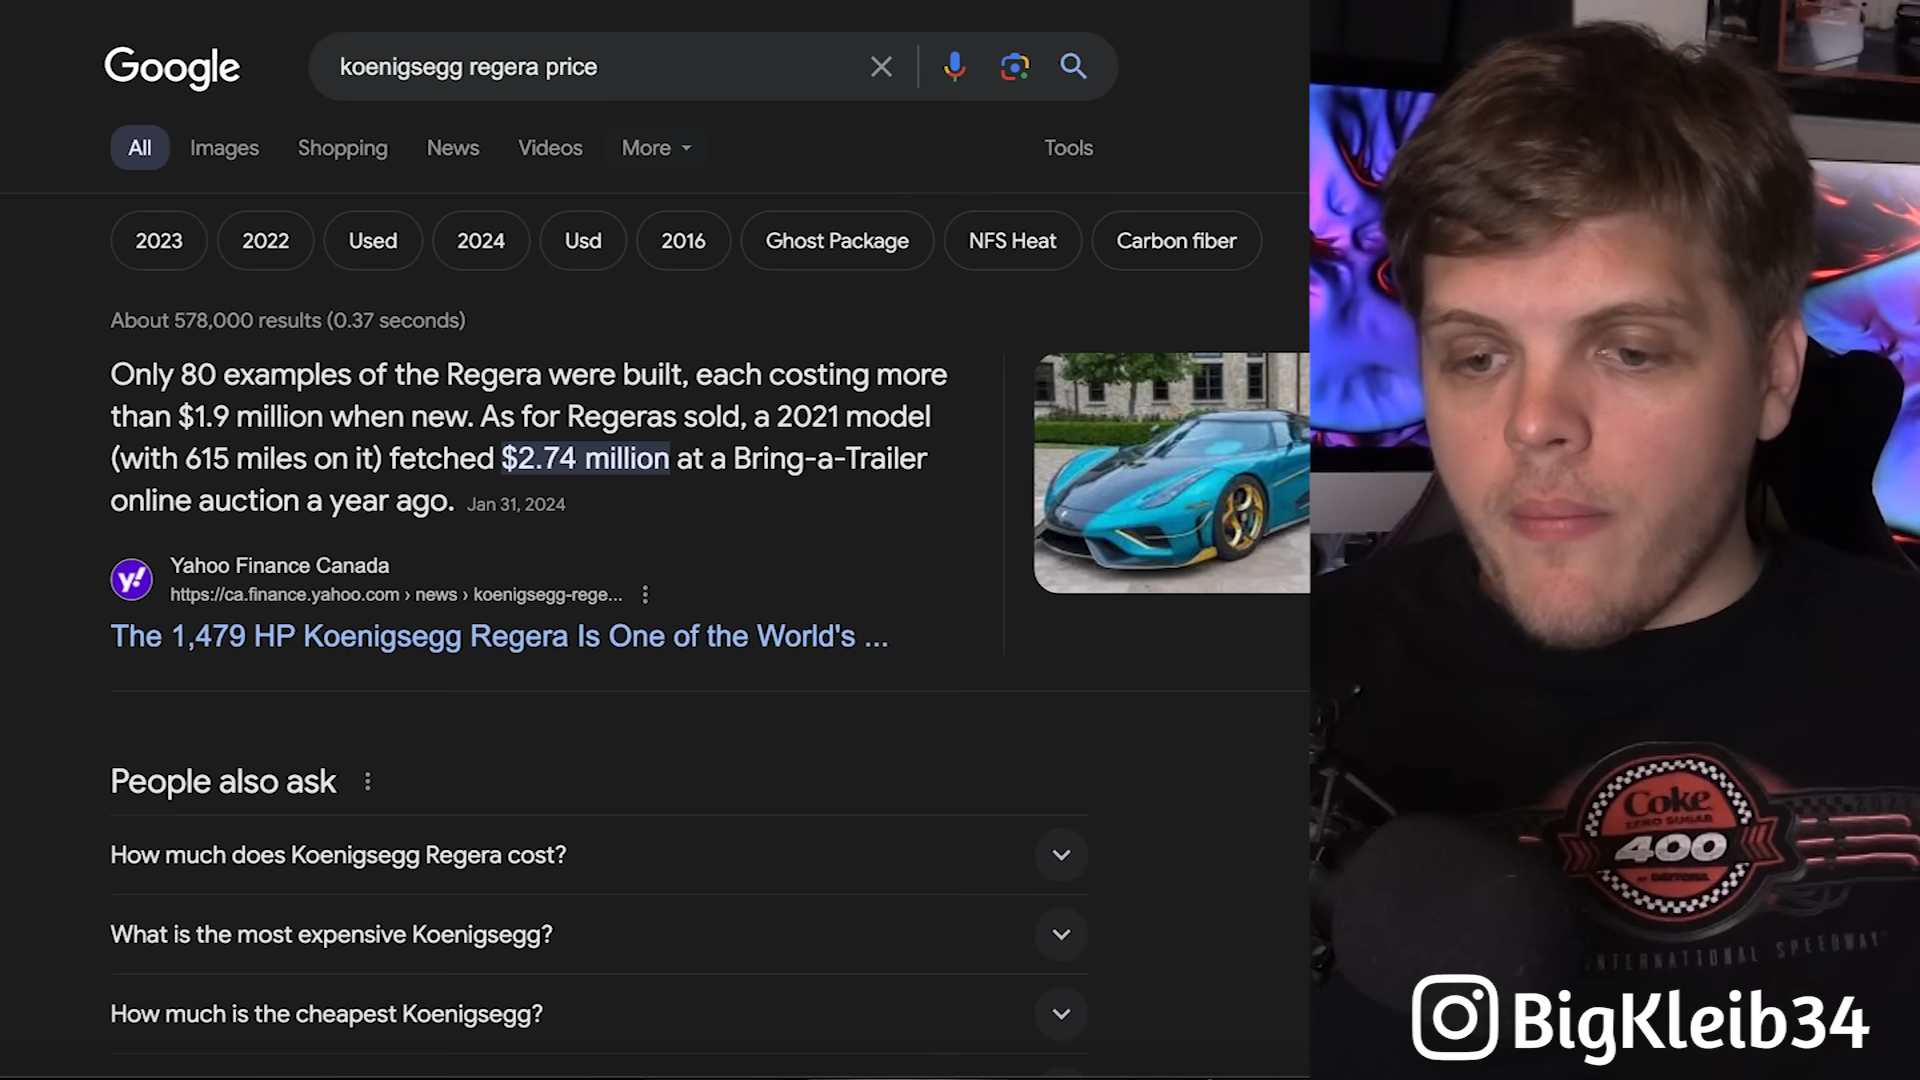 Google
koenigsegg regera price
All Images Shopping News Videos More Tools
2023 2022 Used 2024 Usd 2016 Ghost Package NFS Heat Carbon fiber
About 578,000 results (0.37 seconds)
Only 80 examples of the Regera were built, each costing more
than $1.9 million when new. As for Regeras sold, a 2021 model
(with 615 miles on it) fetched $2.74 million at a Bring-a-Trailer
online auction a year ago. Jan 31, 2024
y!
Yahoo Finance Canada
https://ca.finance.yahoo.com › news › koenigsegg-rege...
The 1,479 HP Koenigsegg Regera Is One of the World's ...
People also ask
How much does Koenigsegg Regera cost?
What is the most expensive Koenigsegg?
How much is the cheapest Koenigsegg?
Coke
ZERO SUGAR
400
DAYTONA
INTERNATIONAL SPEEDWAY
BigKleib34